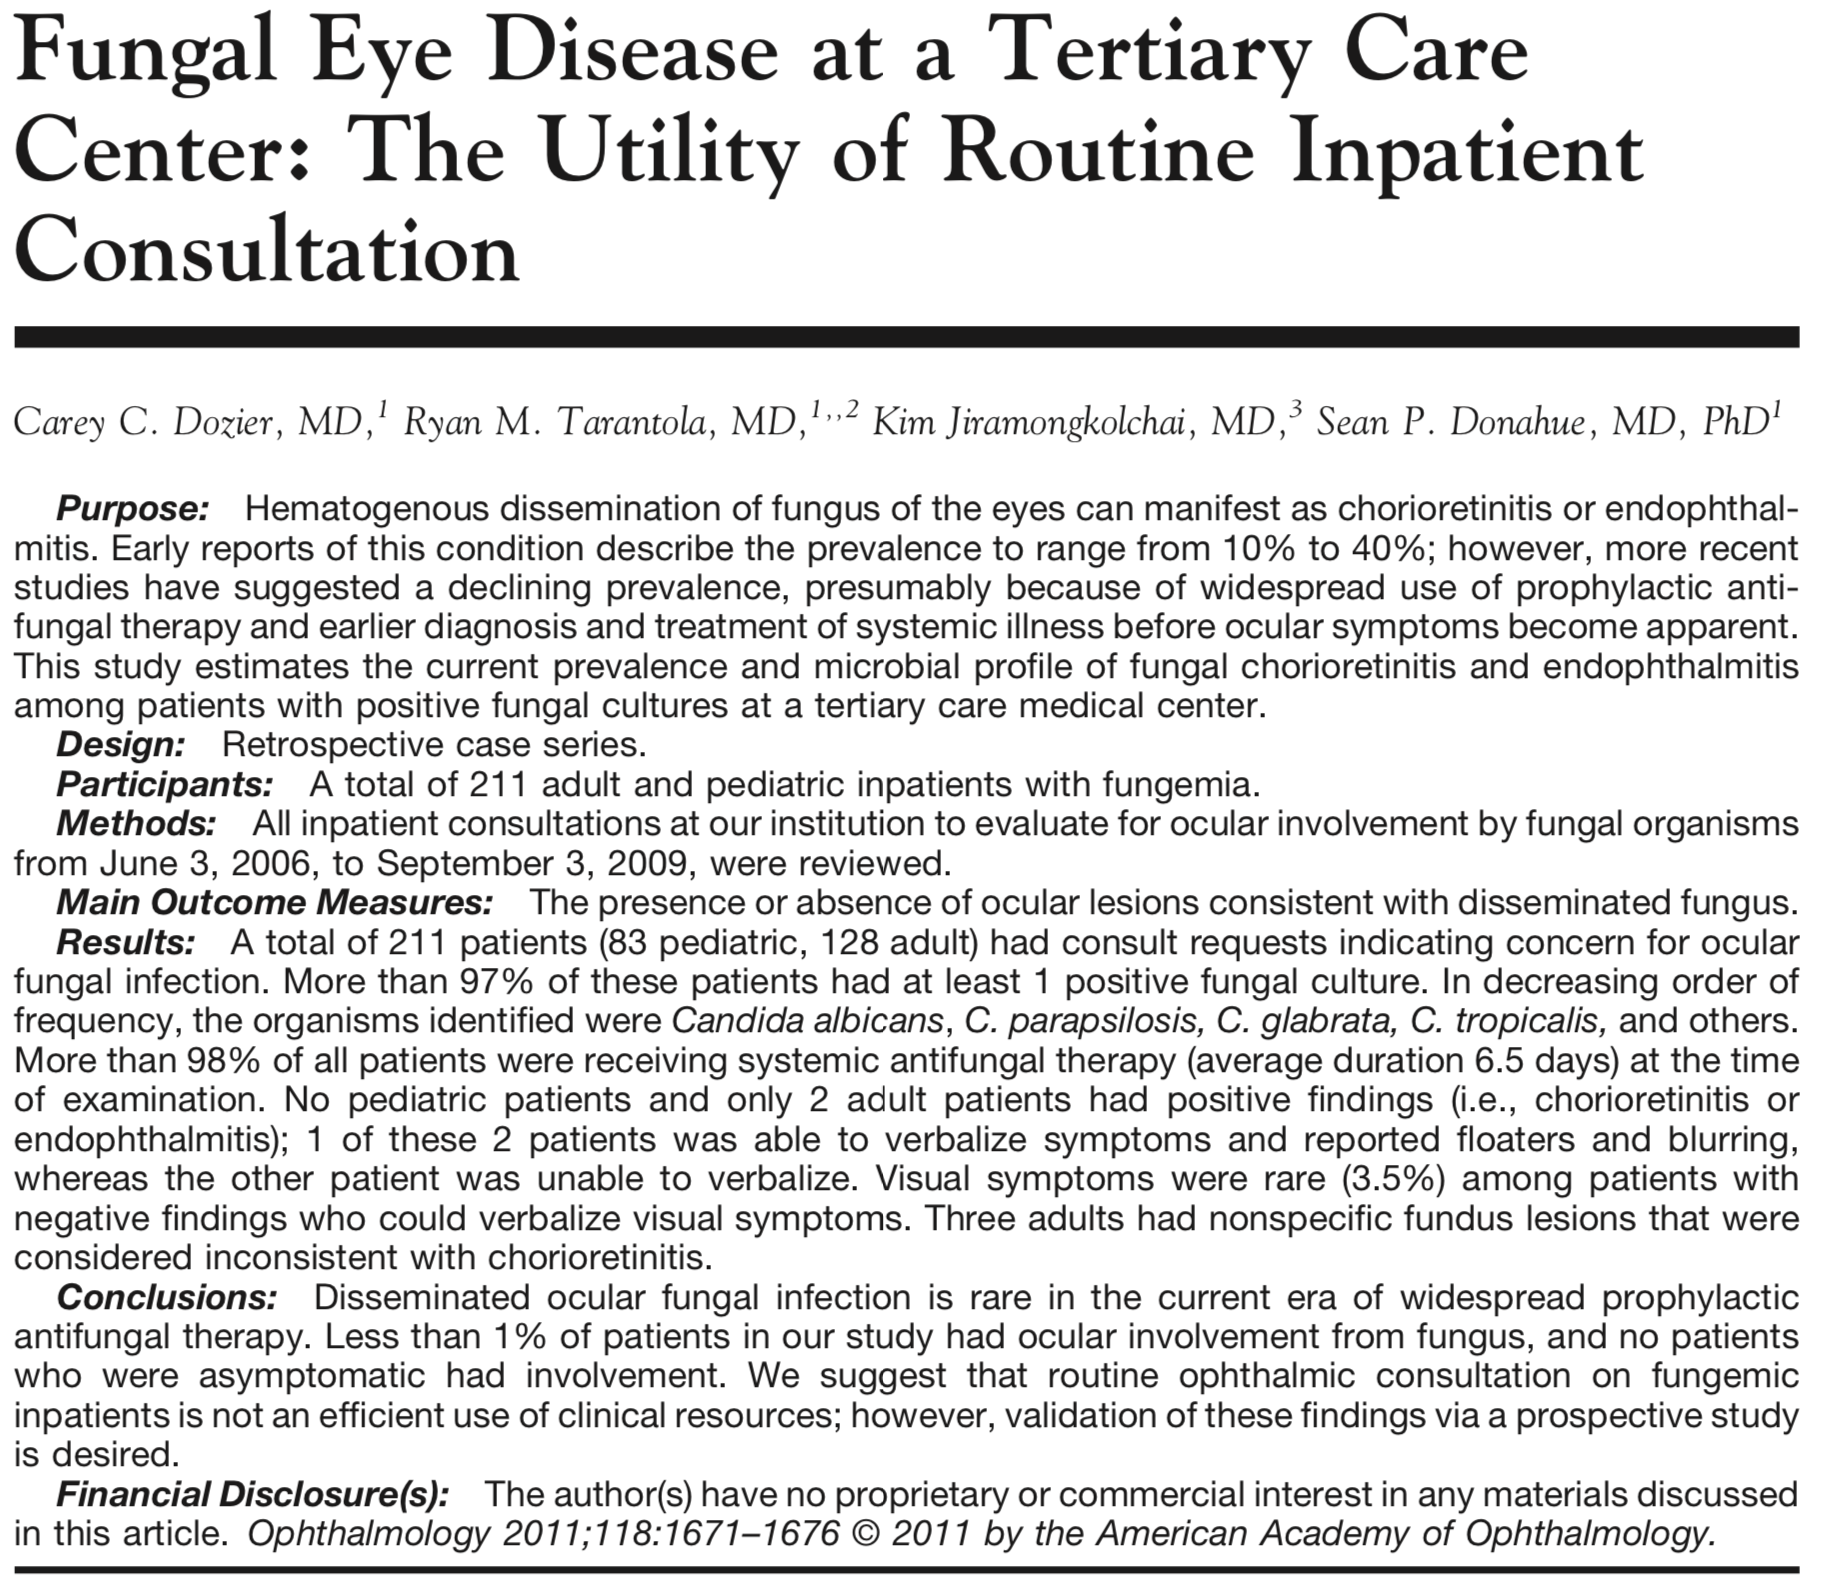 Fungal Eye Disease at a Tertiary Care
Center: The Utility of Routine Inpatient
Consultation
Carey C. Dozier, MD,1 Ryan M. Tarantola, MD,1,,2 Kim Jiramongkolchai, MD,3 Sean P. Donahue, MD, PhD1
Purpose: Hematogenous dissemination of fungus of the eyes can manifest as chorioretinitis or endophthal-
mitis. Early reports of this condition describe the prevalence to range from 10% to 40%; however, more recent
studies have suggested a declining prevalence, presumably because of widespread use of prophylactic anti-
fungal therapy and earlier diagnosis and treatment of systemic illness before ocular symptoms become apparent.
This study estimates the current prevalence and microbial profile of fungal chorioretinitis and endophthalmitis
among patients with positive fungal cultures at a tertiary care medical center.
Design: Retrospective case series.
Participants: A total of 211 adult and pediatric inpatients with fungemia.
Methods: All inpatient consultations at our institution to evaluate for ocular involvement by fungal organisms
from June 3, 2006, to September 3, 2009, were reviewed.
Main Outcome Measures: The presence or absence of ocular lesions consistent with disseminated fungus.
Results: A total of 211 patients (83 pediatric, 128 adult) had consult requests indicating concern for ocular
fungal infection. More than 97% of these patients had at least 1 positive fungal culture. In decreasing order of
frequency, the organisms identified were Candida albicans, C. parapsilosis, C. glabrata, C. tropicalis, and others.
More than 98% of all patients were receiving systemic antifungal therapy (average duration 6.5 days) at the time
of examination. No pediatric patients and only 2 adult patients had positive findings (i.e., chorioretinitis or
endophthalmitis); 1 of these 2 patients was able to verbalize symptoms and reported floaters and blurring,
whereas the other patient was unable to verbalize. Visual symptoms were rare (3.5%) among patients with
negative findings who could verbalize visual symptoms. Three adults had nonspecific fundus lesions that were
considered inconsistent with chorioretinitis.
Conclusions: Disseminated ocular fungal infection is rare in the current era of widespread prophylactic
antifungal therapy. Less than 1% of patients in our study had ocular involvement from fungus, and no patients
who were asymptomatic had involvement. We suggest that routine ophthalmic consultation on fungemic
inpatients is not an efficient use of clinical resources; however, validation of these findings via a prospective study
is desired.
Financial Disclosure(s): The author(s) have no proprietary or commercial interest in any materials discussed
in this article. Ophthalmology 2011;118:1671–1676 © 2011 by the American Academy of Ophthalmology.